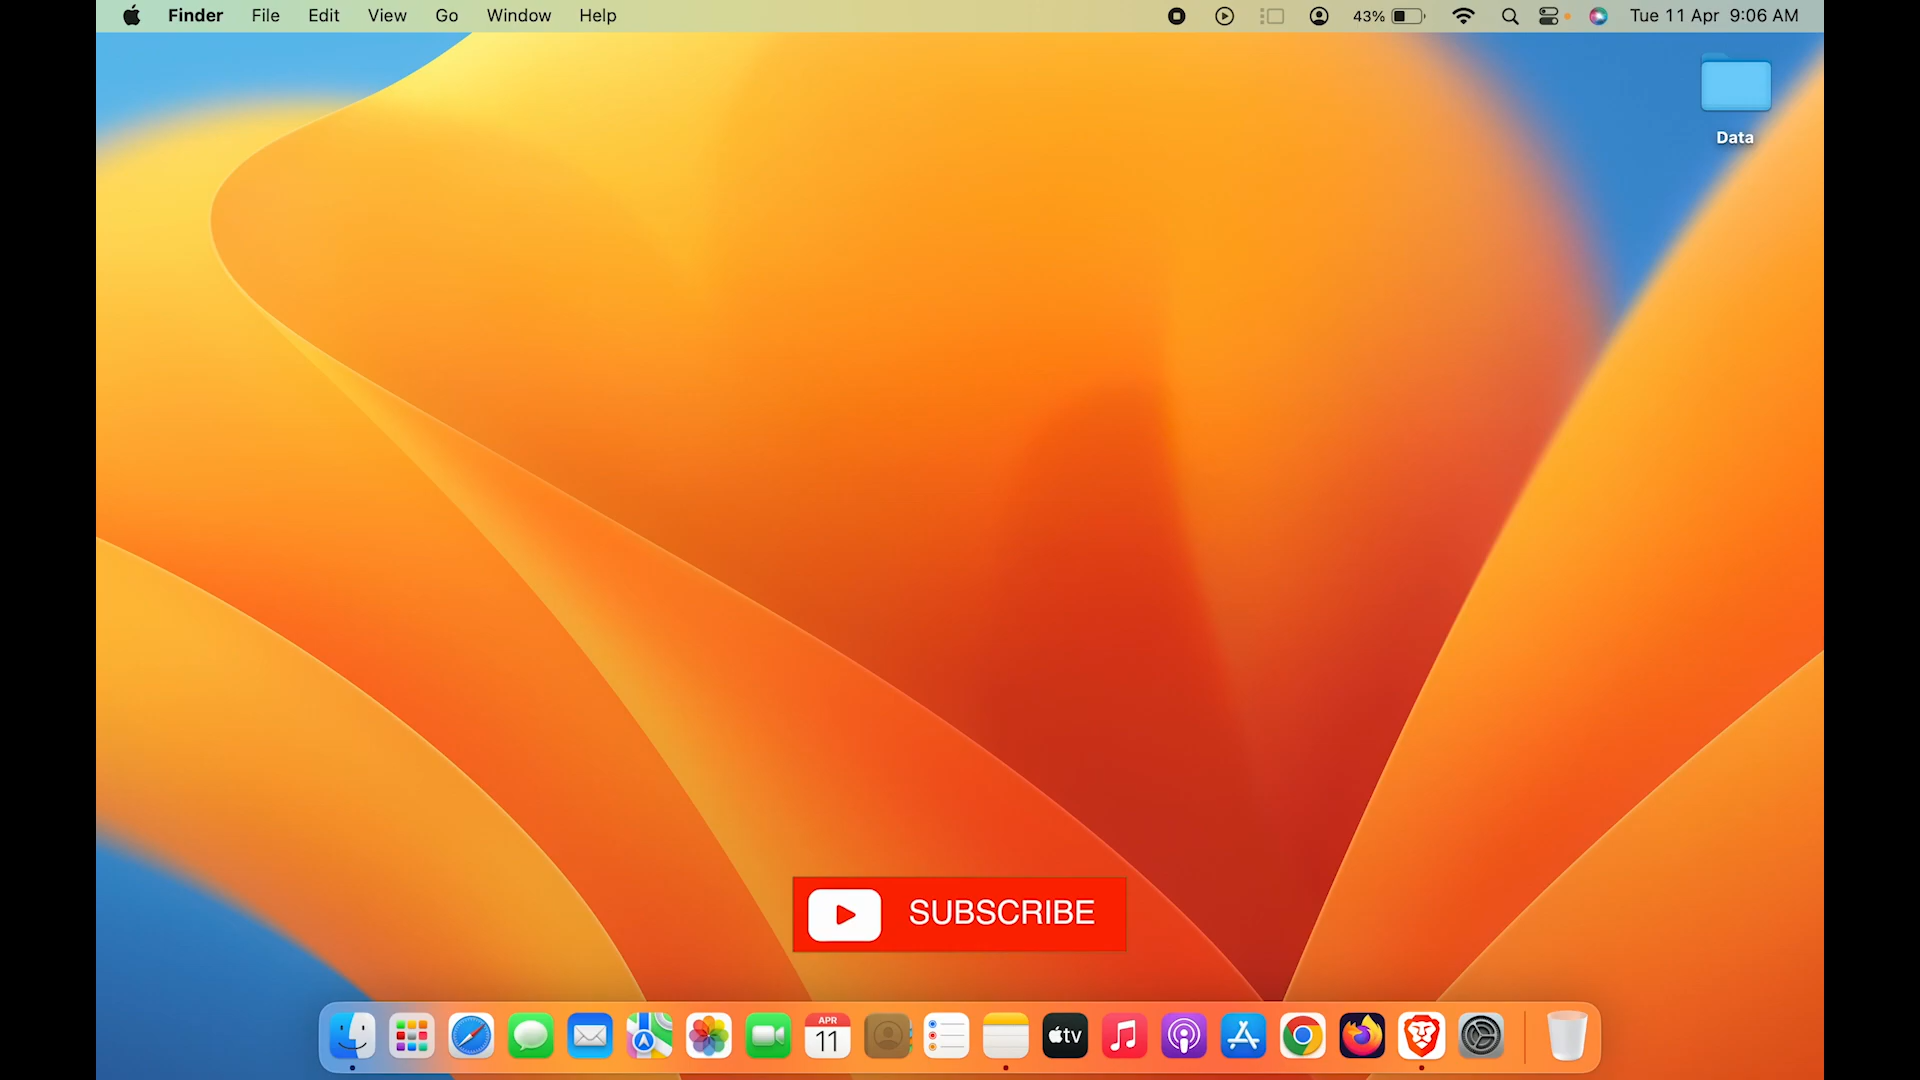 Finder File Edit View Go Window Help 43% Tue 11 Apr 9:06 AM
Data
SUBSCRIBE
APR
11
tv